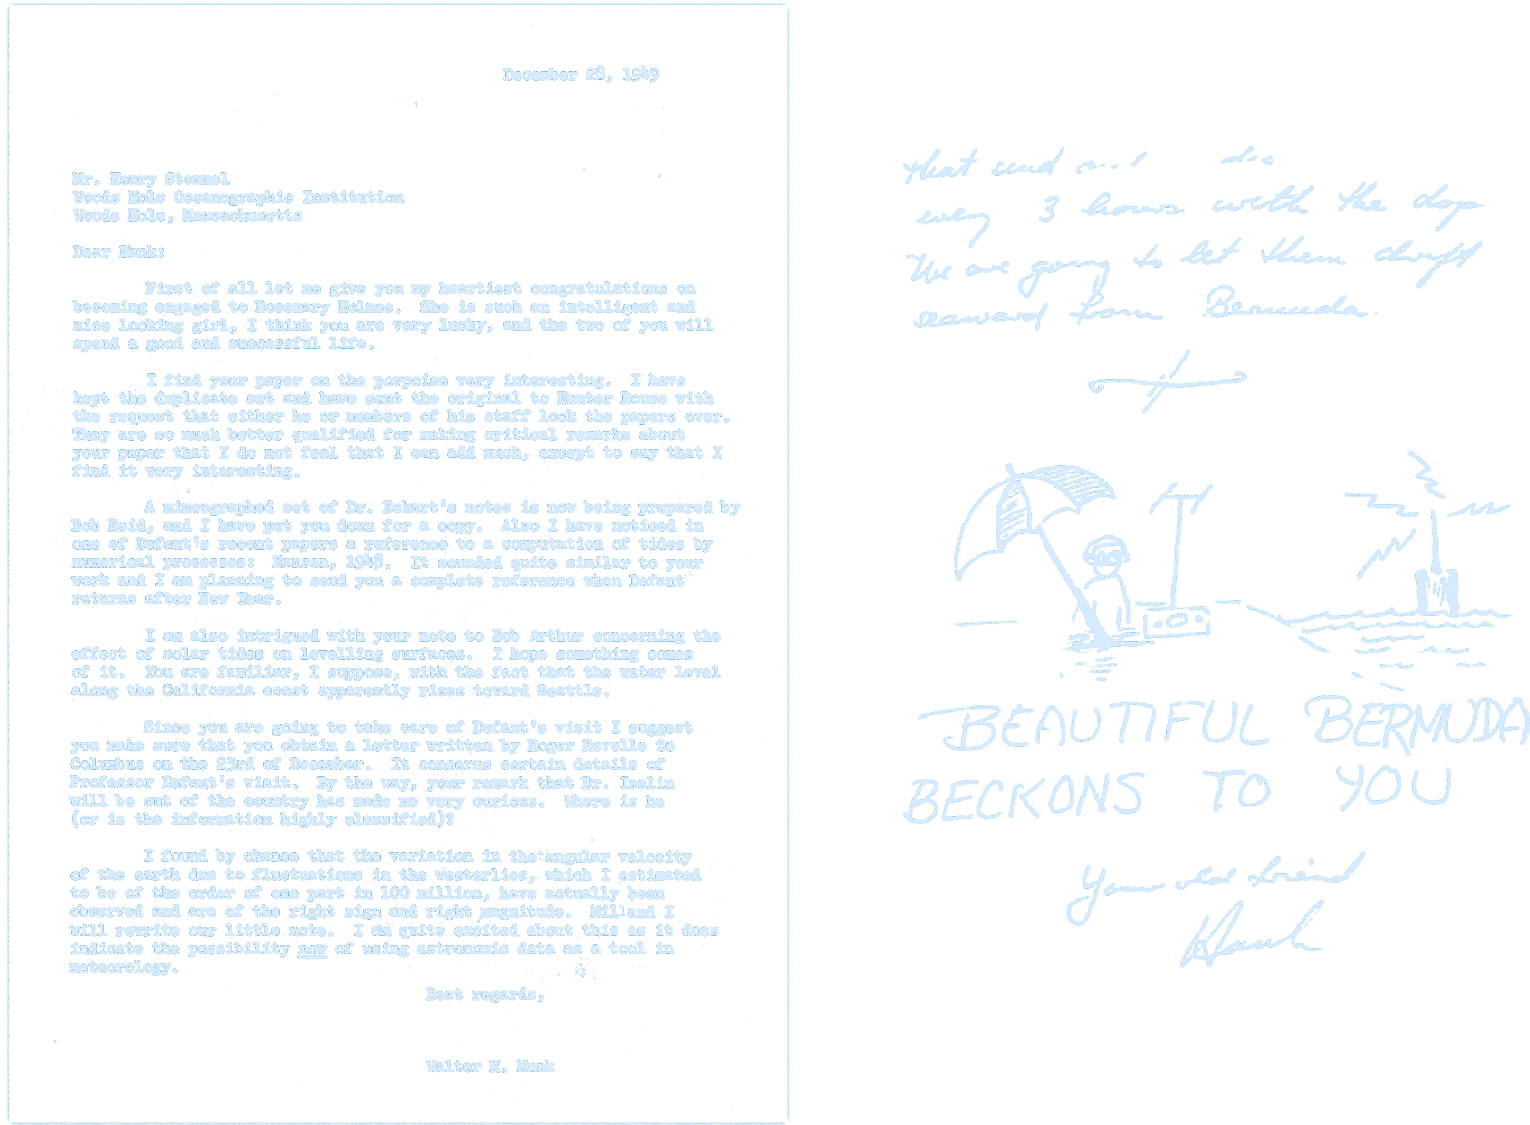 December 28, 1949
Mr. Henry Stommel
Woods Hole Oceanographic Institution
Woods Hole, Massachusetts
Dear Hank:
First of all let me give you my heartiest congratulations on
becoming engaged to Rosemary Holmes. She is such an intelligent and
nice looking girl, I think you are very lucky, and the two of you will
spend a good and successful life.
I find your paper on the porpoise very interesting. I have
kept the duplicate set and have sent the original to Hunter Rouse with
the request that either he or members of his staff look the papers over.
They are so much better qualified for making critical remarks about
your paper that I do not feel that I can add much, except to say that I
find it very interesting.
A mimeographed set of Dr. Eckart's notes is now being prepared by
Bob Reid, and I have put you down for a copy. Also I have noticed in
one of Defant's recent papers a reference to a computation of tides by
numerical processes: Hansen, 1948. It sounded quite similar to your
work and I am planning to send you a complete reference when Defant
returns after New Year.
I am also intrigued with your note to Bob Arthur concerning the
effect of solar tides on levelling surfaces. I hope something comes
of it. You are familiar, I suppose, with the fact that the water level
along the California coast apparently rises toward Seattle.
Since you are going to take care of Defant's visit I suggest
you make sure that you obtain a letter written by Roger Revelle to
Columbus on the 23rd of December. It concerns certain details of
Professor Defant's visit. By the way, your remark that Dr. Iselin
will be out of the country has made me very curious. Where is he
(or is the information highly classified)?
I found by chance that the variation in the angular velocity
of the earth due to fluctuations in the westerlies, which I estimated
to be of the order of one part in 100 million, have actually been
observed and are of the right sign and right magnitude. Mill and I
will rewrite our little note. I am quite excited about this as it does
indicate the possibility now of using astronomic data as a tool in
meteorology.
Best regards,
Walter H. Munk
that send
every 3 hours with the dop
We are going to let them drift
seaward from Bermuda.
BEAUTIFUL BERMUDA
BECKONS TO YOU
Your old friend
Hank